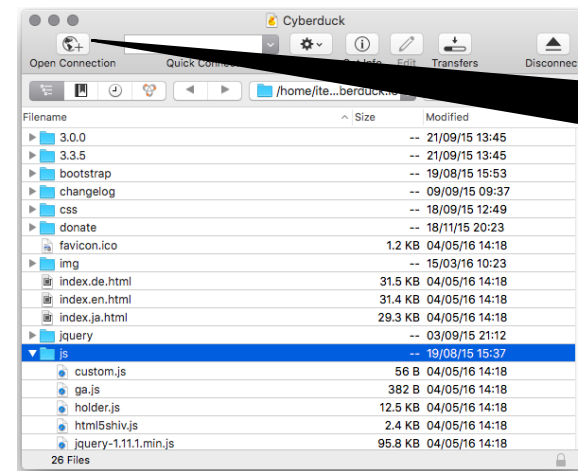 Cyberduck
Open Connection Quick Connect Get Info Edit Transfers Disconnec
/home/ite...berduck.io
Filename Size Modified
3.0.0 -- 21/09/15 13:45
3.3.5 -- 21/09/15 13:45
bootstrap -- 19/08/15 15:53
changelog -- 09/09/15 09:37
css -- 18/09/15 12:49
donate -- 18/11/15 20:23
favicon.ico 1.2 KB 04/05/16 14:18
img -- 15/03/16 10:23
index.de.html 31.5 KB 04/05/16 14:18
index.en.html 31.4 KB 04/05/16 14:18
index.ja.html 29.3 KB 04/05/16 14:18
jquery -- 03/09/15 21:12
js -- 19/08/15 15:37
custom.js 56 B 04/05/16 14:18
ga.js 382 B 04/05/16 14:18
holder.js 12.5 KB 04/05/16 14:18
html5shiv.js 2.4 KB 04/05/16 14:18
jquery-1.11.1.min.js 95.8 KB 04/05/16 14:18
26 Files